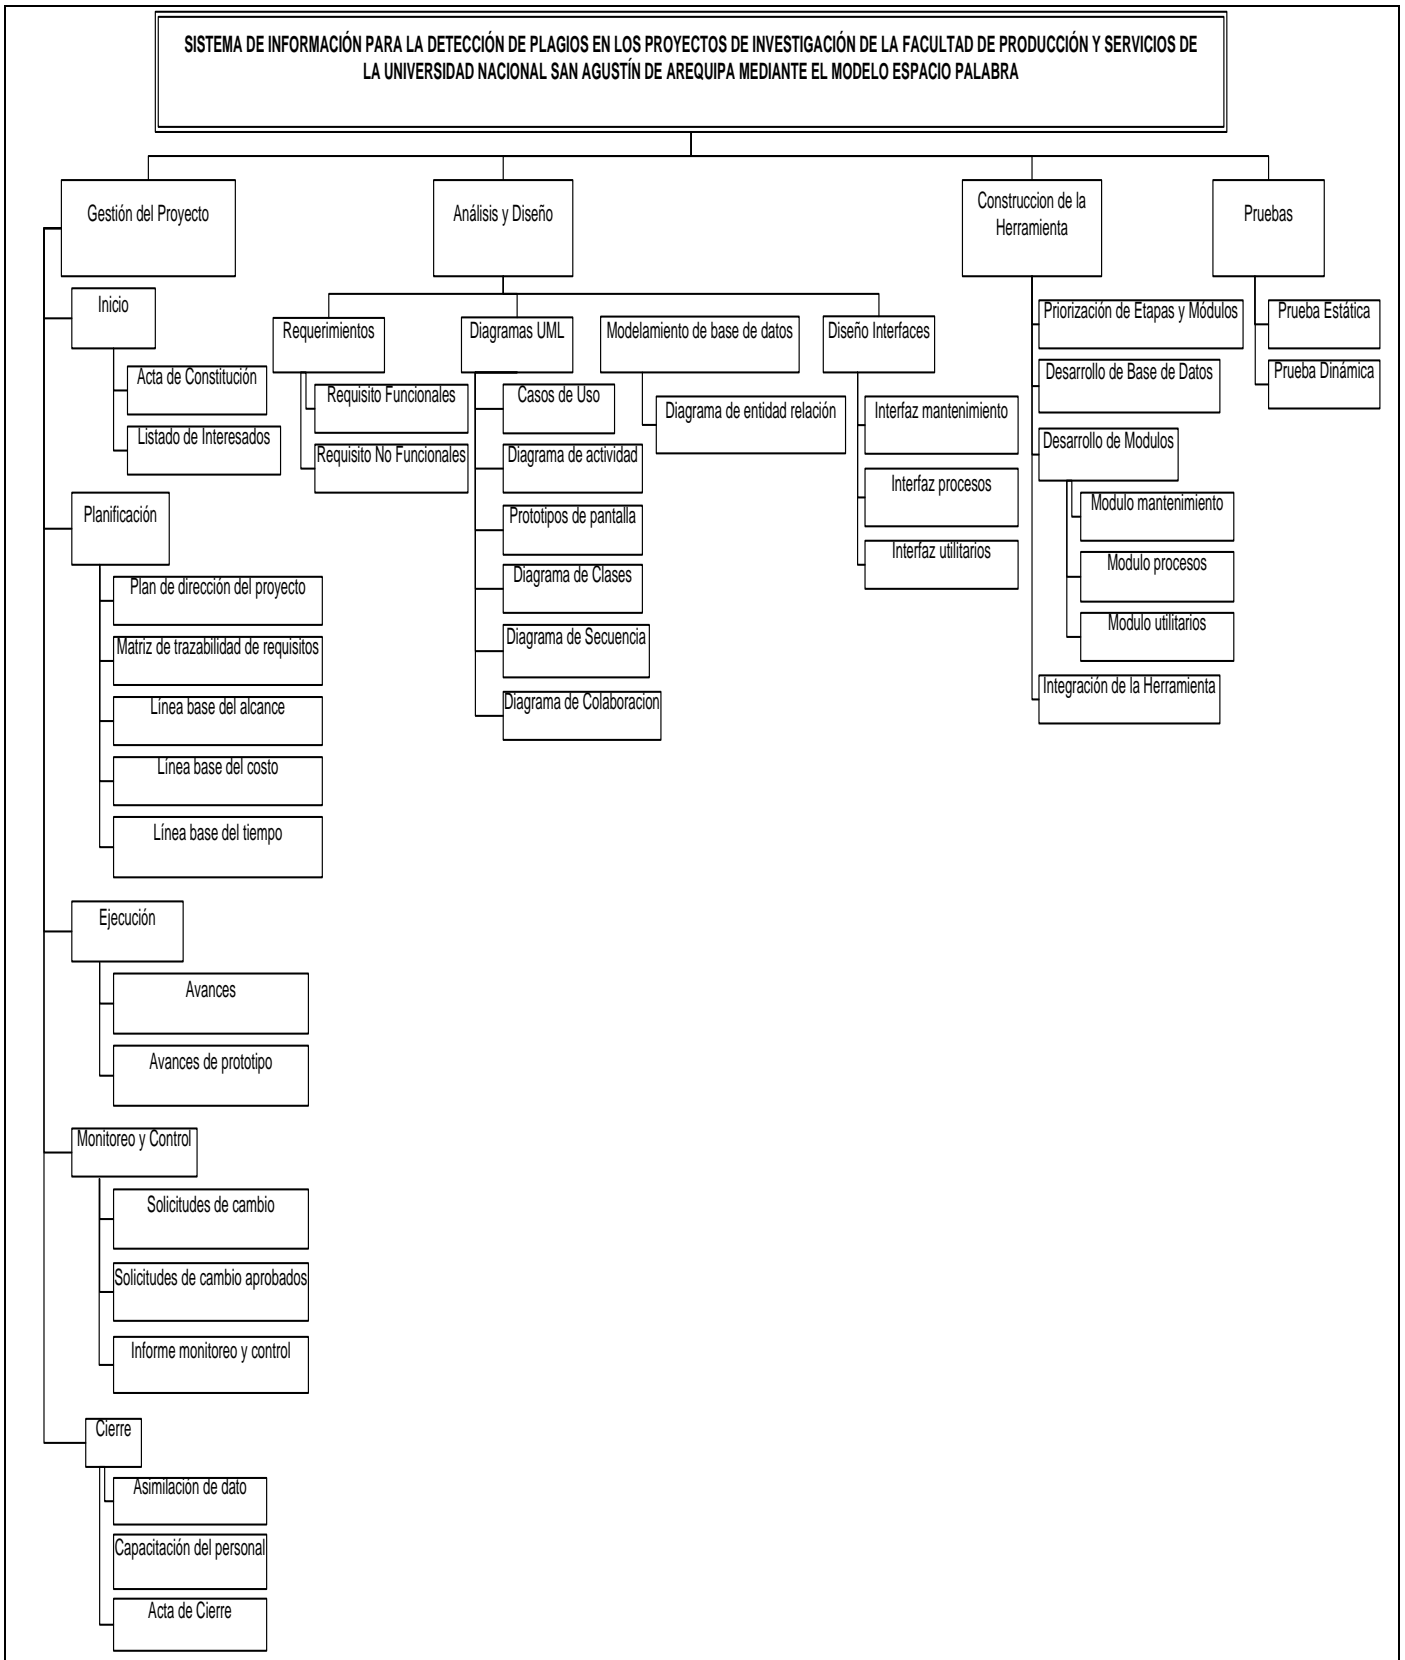 SISTEMA DE INFORMACIÓN PARA LA DETECCIÓN DE PLAGIOS EN LOS PROYECTOS DE INVESTIGACIÓN DE LA FACULTAD DE PRODUCCIÓN Y SERVICIOS DE
LA UNIVERSIDAD NACIONAL SAN AGUSTÍN DE AREQUIPA MEDIANTE EL MODELO ESPACIO PALABRA
Gestión del Proyecto
Inicio
Acta de Constitución
Listado de Interesados
Planificación
Plan de dirección del proyecto
Matriz de trazabilidad de requisitos
Línea base del alcance
Línea base del costo
Línea base del tiempo
Ejecución
Avances
Avances de prototipo
Monitoreo y Control
Solicitudes de cambio
Solicitudes de cambio aprobados
Informe monitoreo y control
Cierre
Asimilación de dato
Capacitación del personal
Acta de Cierre
Análisis y Diseño
Requerimientos
Requisito Funcionales
Requisito No Funcionales
Diagramas UML
Casos de Uso
Diagrama de actividad
Prototipos de pantalla
Diagrama de Clases
Diagrama de Secuencia
Diagrama de Colaboracion
Modelamiento de base de datos
Diagrama de entidad relación
Diseño Interfaces
Interfaz mantenimiento
Interfaz procesos
Interfaz utilitarios
Construccion de la
Herramienta
Priorización de Etapas y Módulos
Desarrollo de Base de Datos
Desarrollo de Modulos
Modulo mantenimiento
Modulo procesos
Modulo utilitarios
Integración de la Herramienta
Pruebas
Prueba Estática
Prueba Dinámica